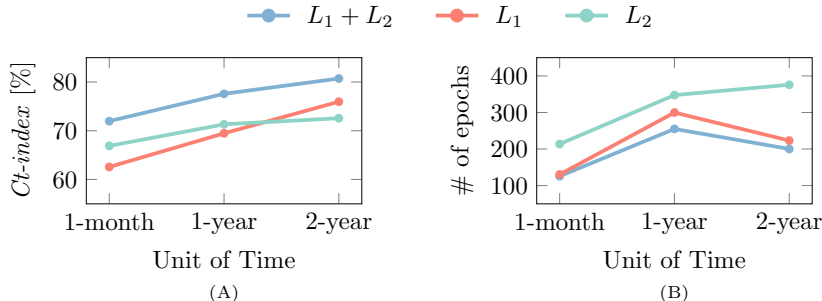 L₁ + L₂ L₁ L₂
Ct-index [%]
80
70
60
1-month 1-year 2-year
Unit of Time
(A)
# of epochs
400
300
200
100
1-month 1-year 2-year
Unit of Time
(B)